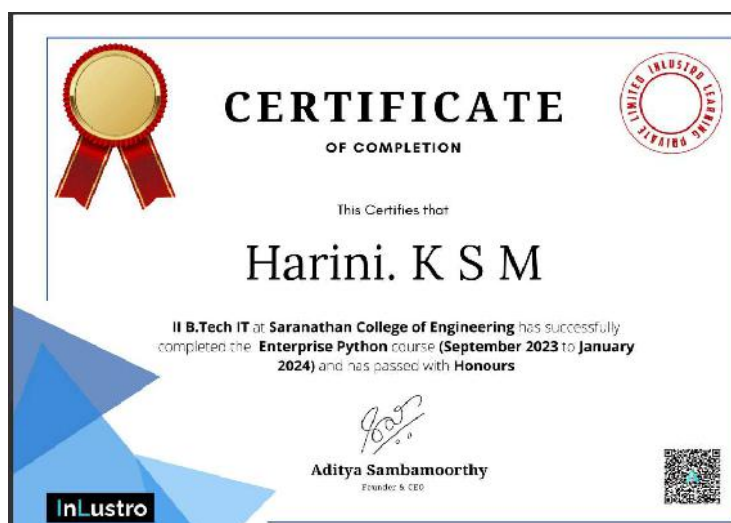 CERTIFICATE
INLUSTRO LEARNING PRIVATE LIMITED
OF COMPLETION
This Certifies that
Harini. K S M
II B.Tech IT at Saranathan College of Engineering has successfully
completed the Enterprise Python course (September 2023 to January
2024) and has passed with Honours
Aditya Sambamoorthy
Founder & CEO
InLustro